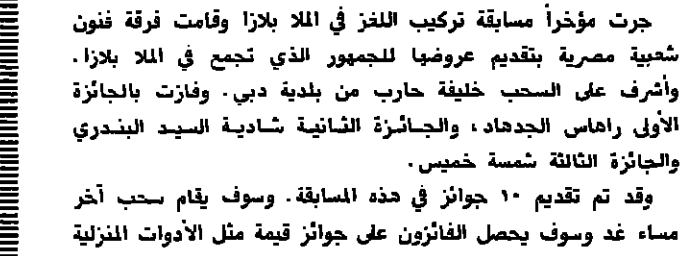 جرت مؤخراً مسابقة تركيب اللغز في الملا بلازا وقامت فرقة فنون
شعبية مصرية بتقديم عروضها للجمهور الذي تجمع في الملا بلازا.
وأشرف على السحب خليفة حارب من بلدية دبي. وفازت بالجائزة
الأولى راهاس الجدهاد، والجائزة الثانية شادية السيد البندري
والجائزة الثالثة شمسة خميس.
وقد تم تقديم ١٠ جوائز في هذه المسابقة. وسوف يقام سحب آخر
مساء غد وسوف يحصل الفائزون على جوائز قيمة مثل الأدوات المنزلية